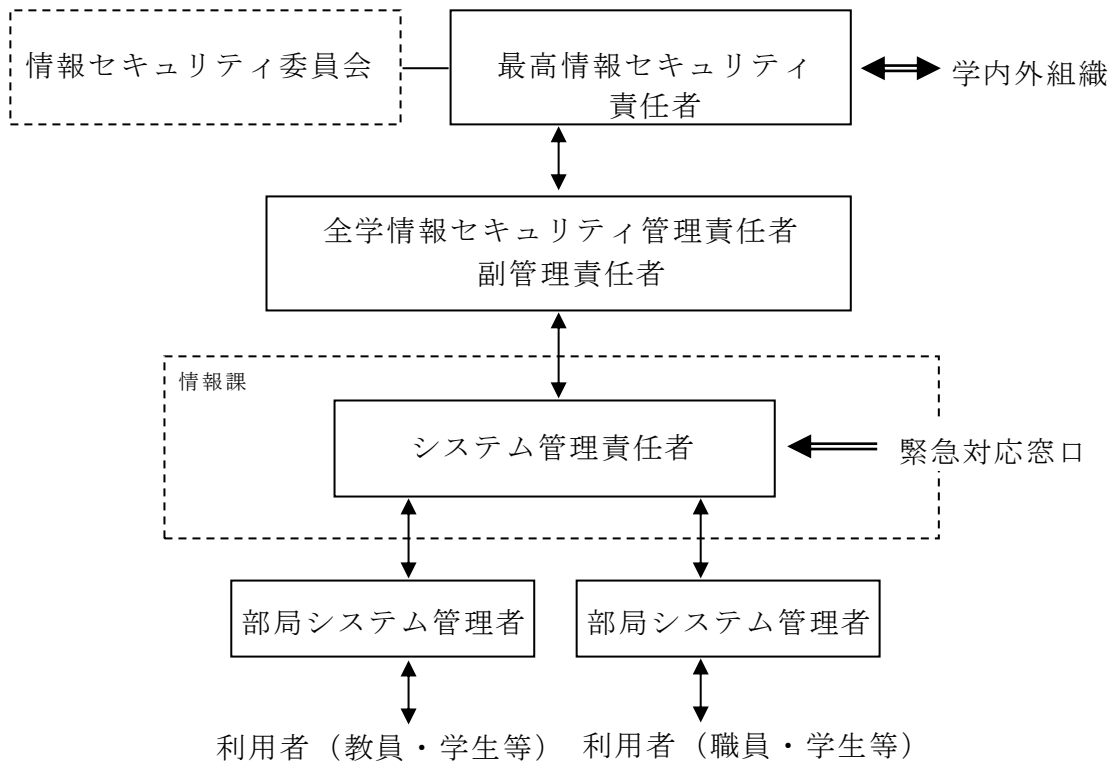 情報セキュリティ委員会
最高情報セキュリティ
責任者
学内外組織
全学情報セキュリティ管理責任者
副管理責任者
情報課
システム管理責任者
緊急対応窓口
部局システム管理者
部局システム管理者
利用者（教員・学生等）
利用者（職員・学生等）